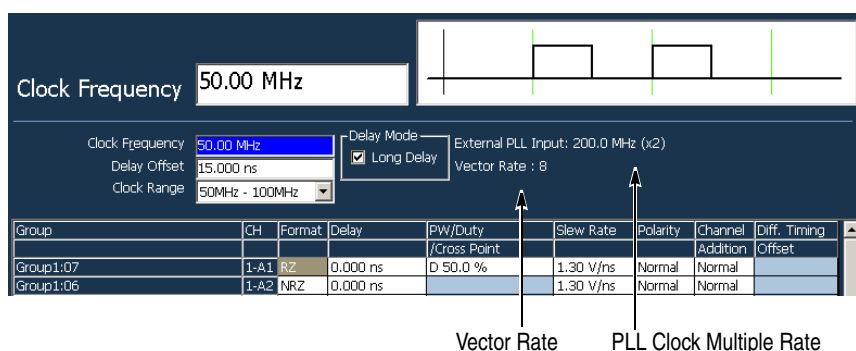 Clock Frequency 50.00 MHz
Clock Frequency 50.00 MHz
Delay Offset 15.000 ns
Clock Range 50MHz - 100MHz
Delay Mode
Long Delay
External PLL Input: 200.0 MHz (x2)
Vector Rate : 8
Group CH Format Delay PW/Duty Slew Rate Polarity Channel Diff. Timing
/Cross Point Addition Offset
Group1:07 1-A1 RZ 0.000 ns D 50.0 % 1.30 V/ns Normal Normal
Group1:06 1-A2 NRZ 0.000 ns 1.30 V/ns Normal Normal
Vector Rate PLL Clock Multiple Rate